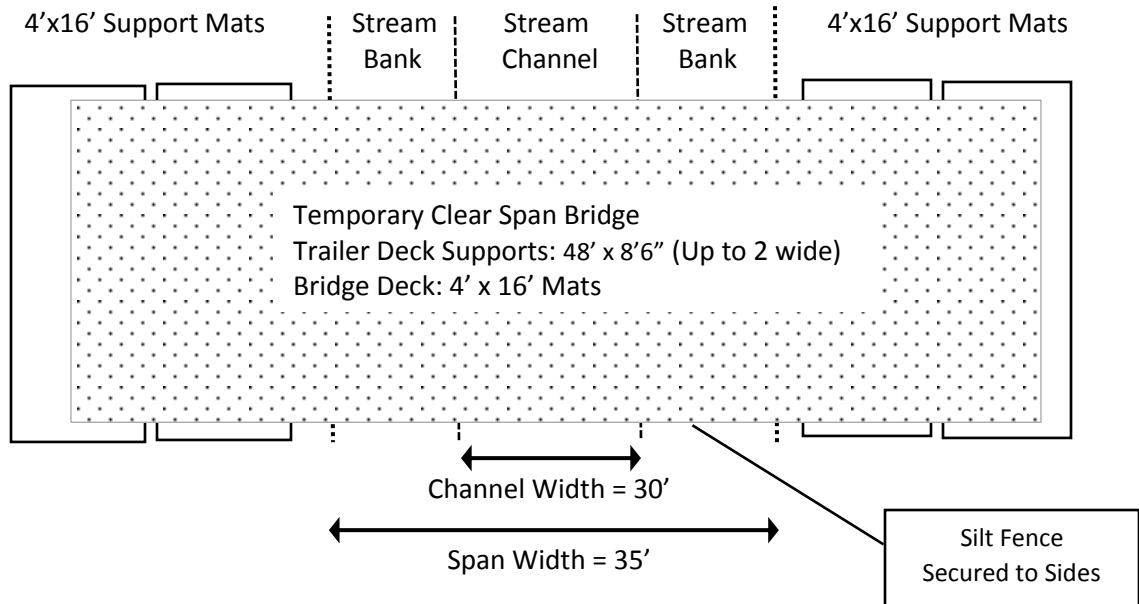 4’x16’ Support Mats
Stream
Bank
Stream
Channel
Stream
Bank
4’x16’ Support Mats
Temporary Clear Span Bridge
Trailer Deck Supports: 48’ x 8’6” (Up to 2 wide)
Bridge Deck: 4’ x 16’ Mats
Channel Width = 30’
Span Width = 35’
Silt Fence
Secured to Sides